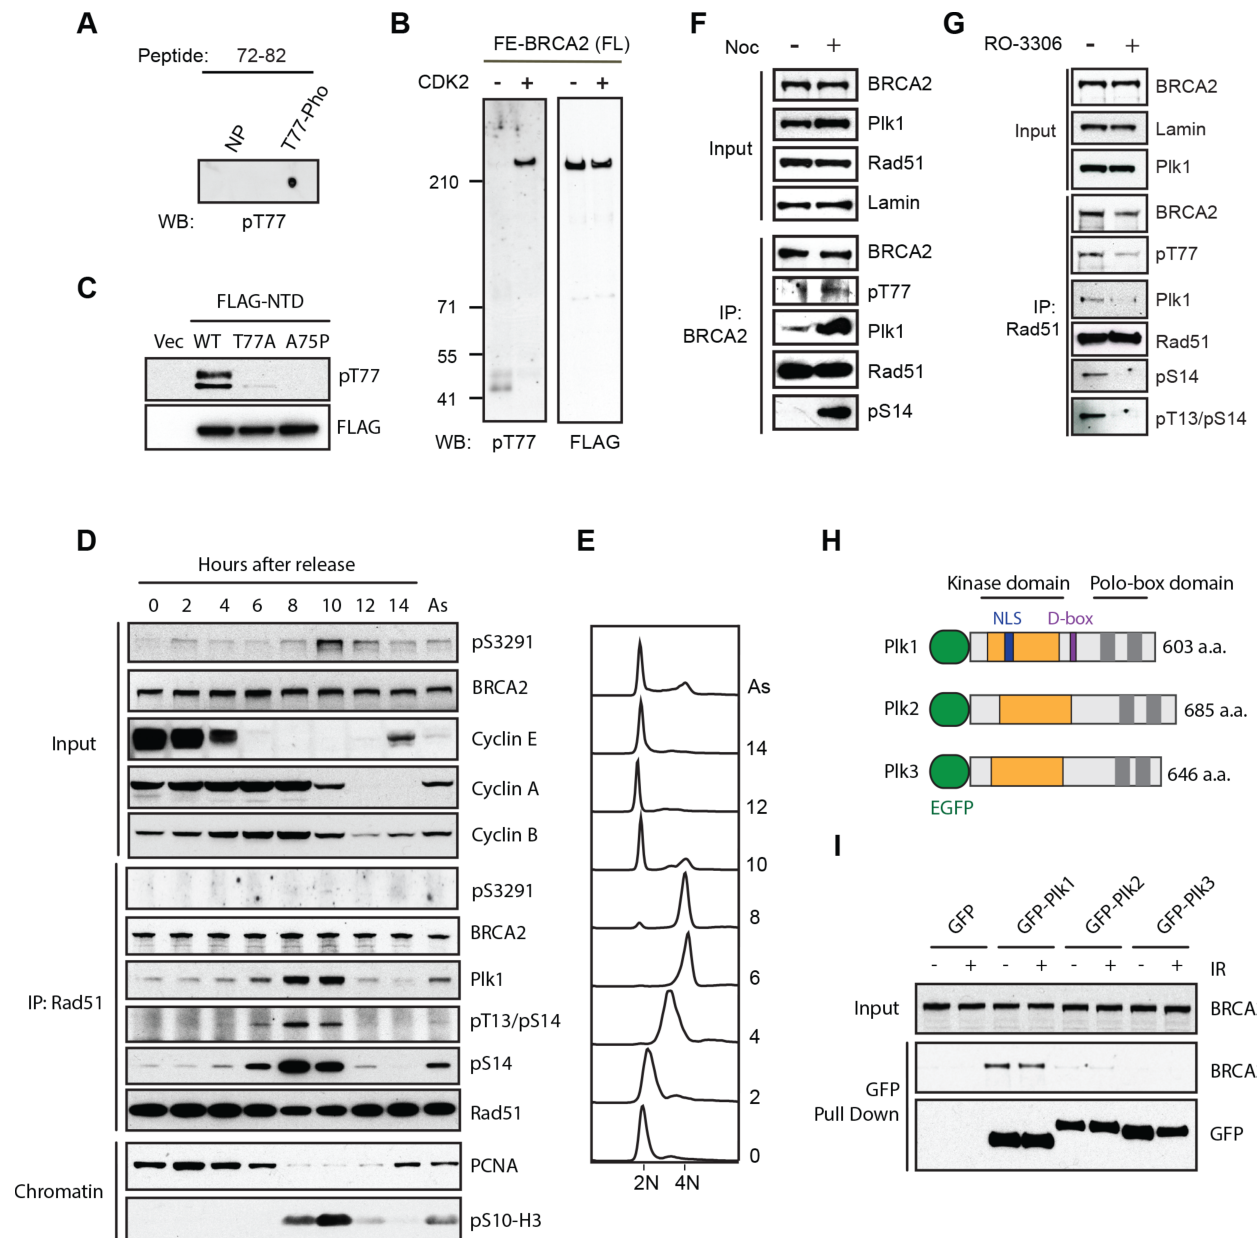 A
Peptide: 72-82
NP T77-Pho
WB: pT77
B
FE-BRCA2 (FL)
CDK2 - + - +
210
71
55
41
WB: pT77 FLAG
C
FLAG-NTD
Vec WT T77A A75P
pT77
FLAG
F
Noc - +
Input
BRCA2
Plk1
Rad51
Lamin
IP:
BRCA2
BRCA2
pT77
Plk1
Rad51
pS14
G
RO-3306 - +
Input
BRCA2
Lamin
Plk1
IP:
Rad51
BRCA2
pT77
Plk1
Rad51
pS14
pT13/pS14
D
Hours after release
0 2 4 6 8 10 12 14 As
Input
pS3291
BRCA2
Cyclin E
Cyclin A
Cyclin B
IP: Rad51
pS3291
BRCA2
Plk1
pT13/pS14
pS14
Rad51
Chromatin
PCNA
pS10-H3
E
As
14
12
10
8
6
4
2
0
2N 4N
H
Kinase domain Polo-box domain
NLS D-box
Plk1 603 a.a.
Plk2 685 a.a.
Plk3 646 a.a.
EGFP
I
GFP GFP-Plk1 GFP-Plk2 GFP-Plk3
- + - + - + - + IR
Input BRCA
GFP
Pull Down
BRCA
GFP